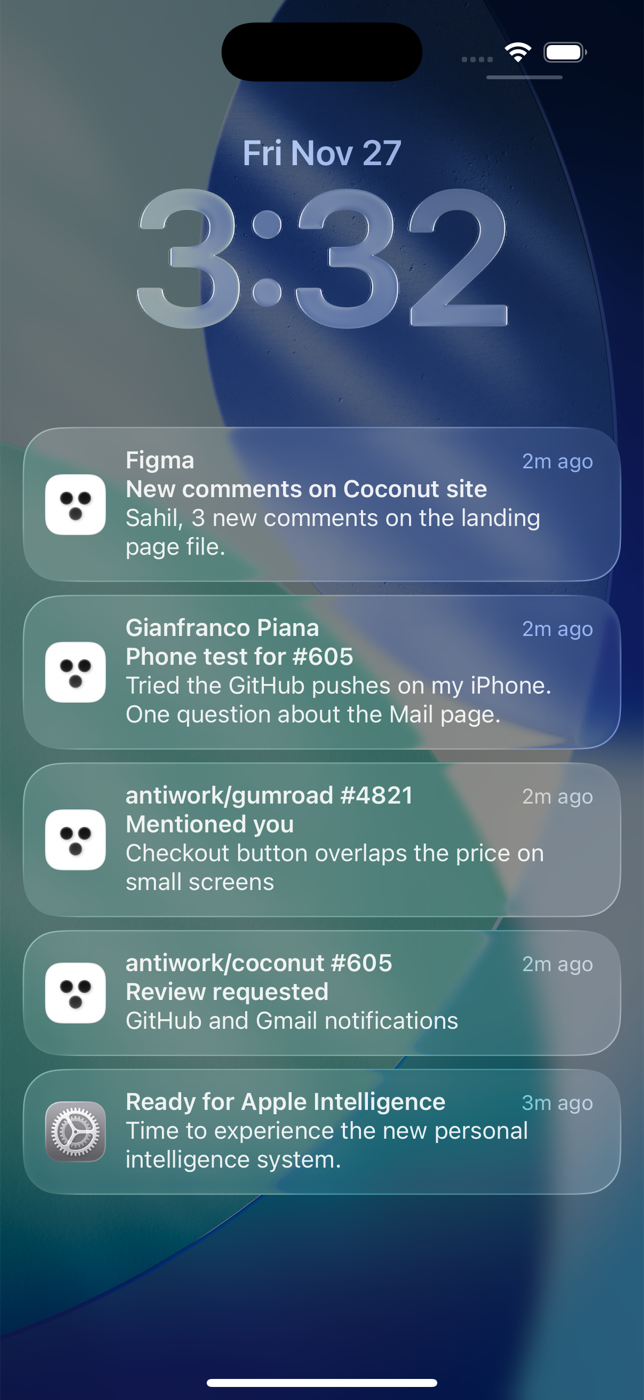 Fri Nov 27
3:32
Figma 2m ago
New comments on Coconut site
Sahil, 3 new comments on the landing
page file.
Gianfranco Piana 2m ago
Phone test for #605
Tried the GitHub pushes on my iPhone.
One question about the Mail page.
antiwork/gumroad #4821 2m ago
Mentioned you
Checkout button overlaps the price on
small screens
antiwork/coconut #605 2m ago
Review requested
GitHub and Gmail notifications
Ready for Apple Intelligence 3m ago
Time to experience the new personal
intelligence system.